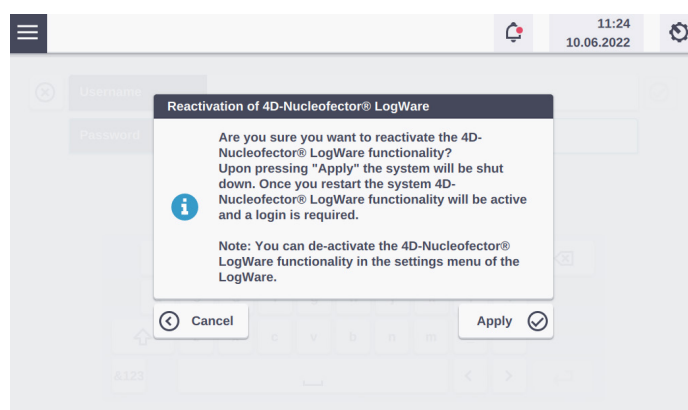 11:24
10.06.2022
Username
Password
Reactivation of 4D-Nucleofector® LogWare
Are you sure you want to reactivate the 4D-
Nucleofector® LogWare functionality?
Upon pressing "Apply" the system will be shut
down. Once you restart the system 4D-
Nucleofector® LogWare functionality will be active
and a login is required.
Note: You can de-activate the 4D-Nucleofector®
LogWare functionality in the settings menu of the
LogWare.
Cancel
Apply
c v b n m
&123